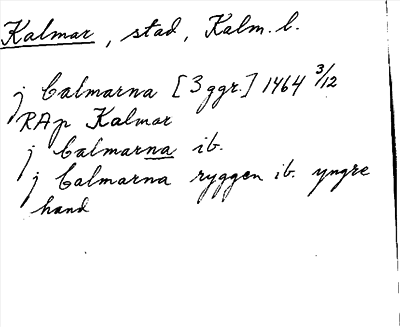 Kalmar, stad, Kalm. l.
j Calmarna [3 ggr.] 1464 3/12
RAp Kalmar
j Calmarna ib.
j Calmarna ryggen ib. yngre
hand